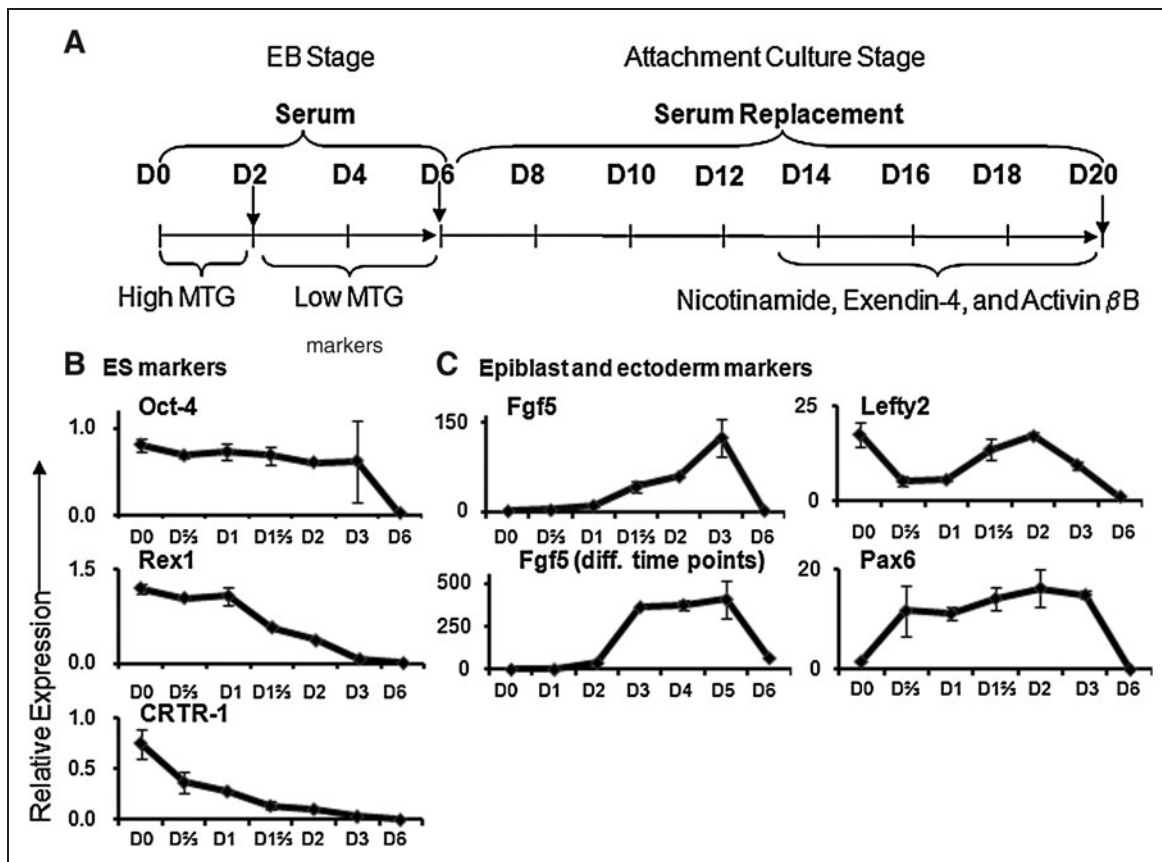 A
EB Stage
Attachment Culture Stage
Serum
Serum Replacement
D0 D2 D4 D6 D8 D10 D12 D14 D16 D18 D20
High MTG
Low MTG
Nicotinamide, Exendin-4, and Activin βB
markers
B ES markers
Relative Expression
Oct-4
1.0
0.0
D0 D⅔ D1 D1⅔ D2 D3 D6
Rex1
1.5
0.0
D0 D⅔ D1 D1⅔ D2 D3 D6
CRTR-1
1.0
0.5
0.0
D0 D⅔ D1 D1⅔ D2 D3 D6
C Epiblast and ectoderm markers
Fgf5
150
0
D0 D⅔ D1 D1⅔ D2 D3 D6
Lefty2
25
0
D0 D⅔ D1 D1⅔ D2 D3 D6
Fgf5 (diff. time points)
500
250
0
D0 D1 D2 D3 D4 D5 D6
Pax6
20
0
D0 D⅔ D1 D1⅔ D2 D3 D6